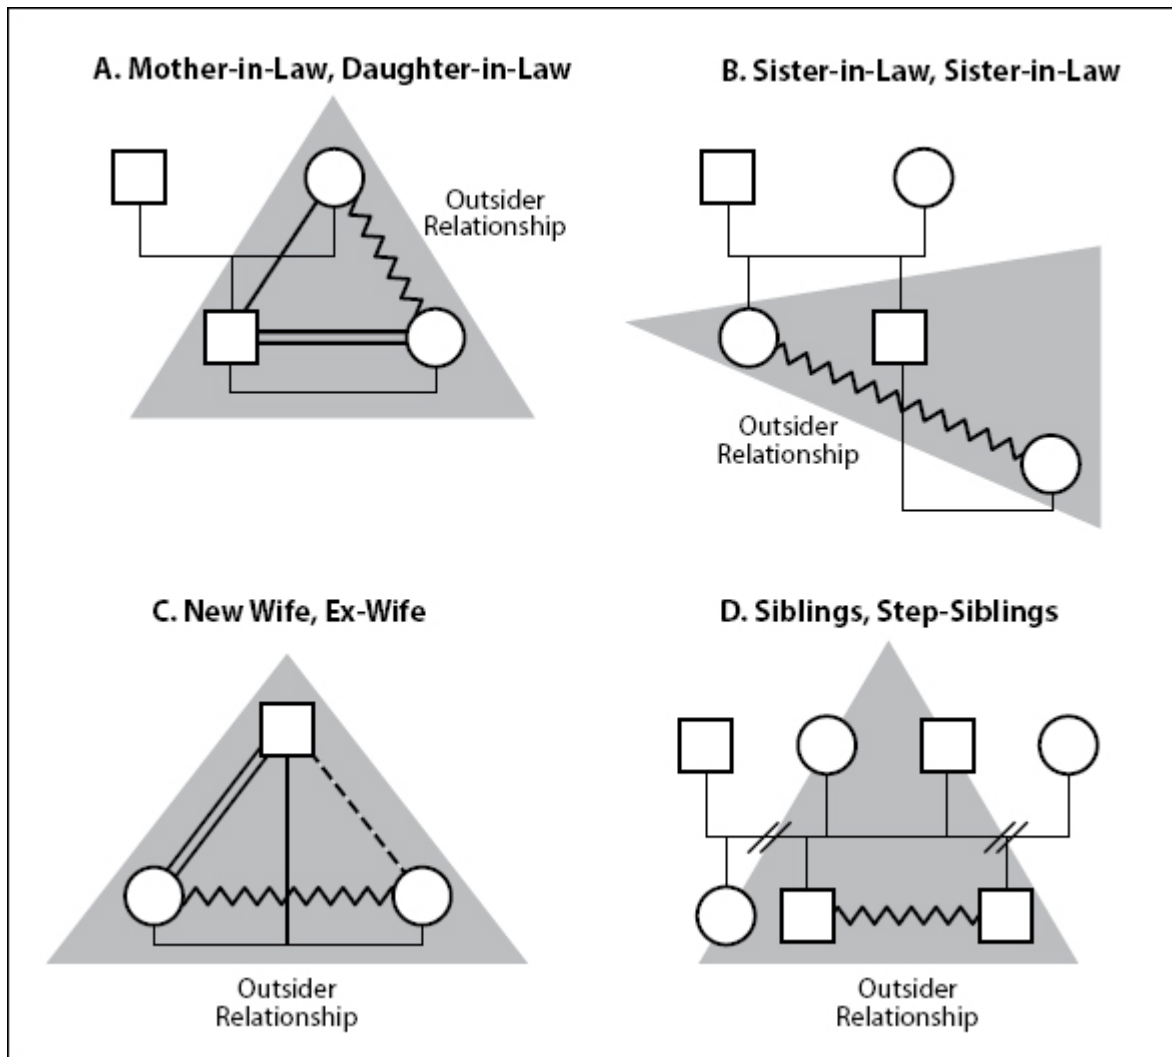 A. Mother-in-Law, Daughter-in-Law
B. Sister-in-Law, Sister-in-Law
Outsider
Relationship
Outsider
Relationship
C. New Wife, Ex-Wife
D. Siblings, Step-Siblings
Outsider
Relationship
Outsider
Relationship